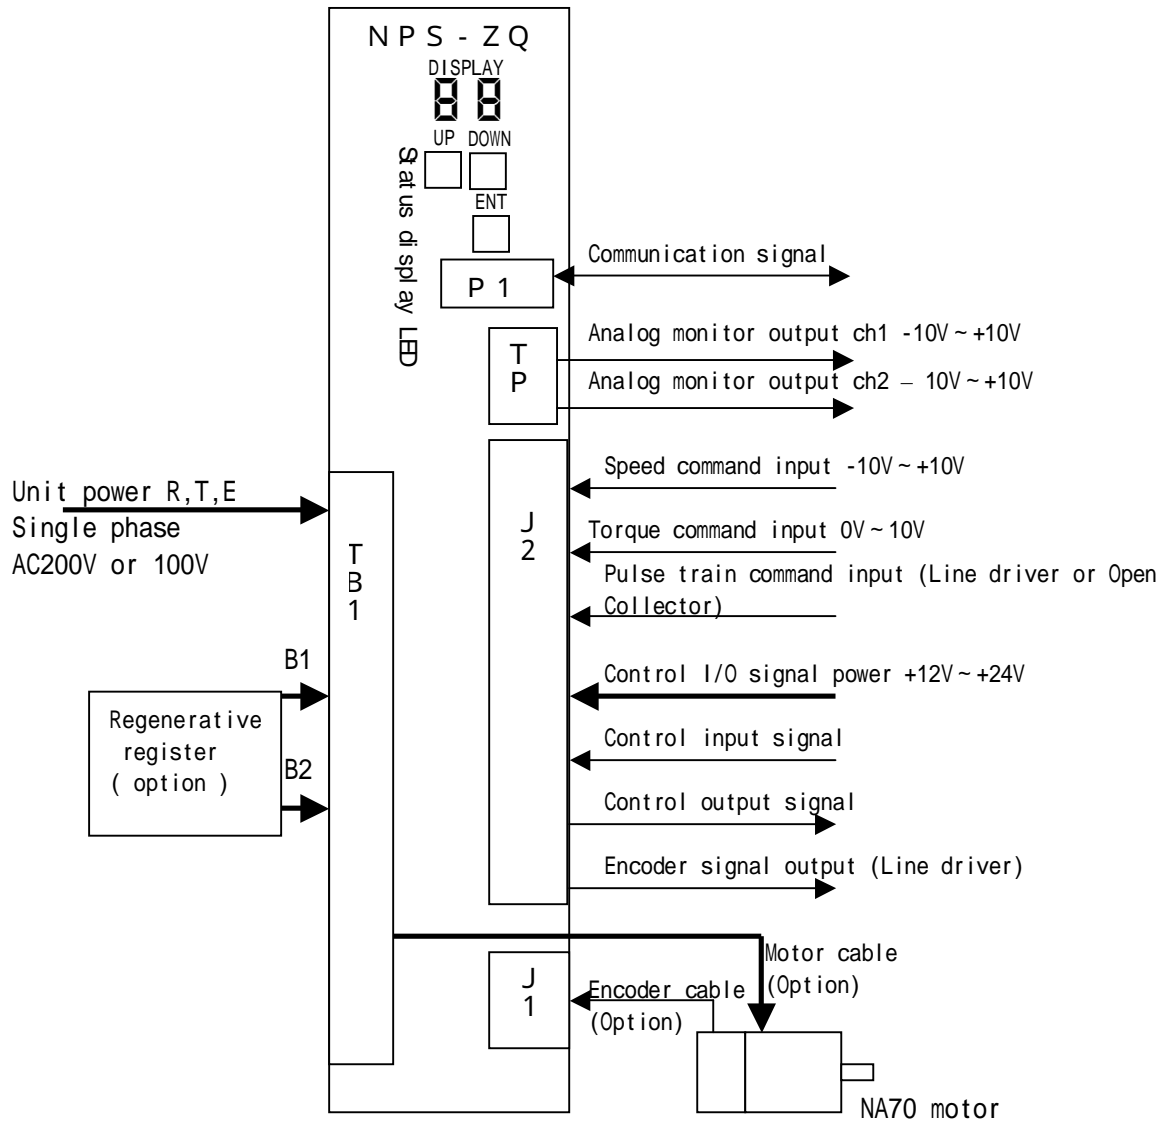 NPS-ZQ
DISPLAY
88
UP DOWN
ENT
Status display LED
P1
Communication signal
TP
Analog monitor output ch1 -10V~+10V
Analog monitor output ch2 – 10V~+10V
J2
Speed command input -10V~+10V
Torque command input 0V~10V
Pulse train command input (Line driver or Open
Collector)
Control I/O signal power +12V~+24V
Control input signal
Control output signal
Encoder signal output (Line driver)
Unit power R,T,E
Single phase
AC200V or 100V
TB1
B1
Regenerative
register
( option )
B2
J1
Motor cable
(Option)
Encoder cable
(Option)
NA70 motor